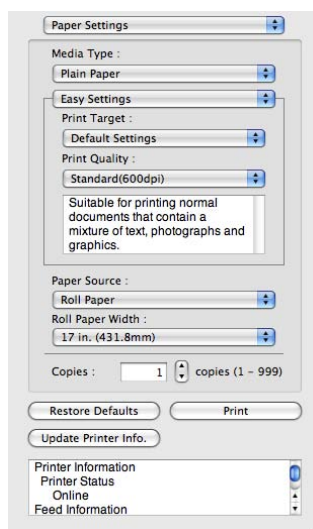 Paper Settings
Media Type :
Plain Paper
Easy Settings
Print Target :
Default Settings
Print Quality :
Standard(600dpi)
Suitable for printing normal
documents that contain a
mixture of text, photographs and
graphics.
Paper Source :
Roll Paper
Roll Paper Width :
17 in. (431.8mm)
Copies : 1 copies (1 – 999)
Restore Defaults Print
Update Printer Info.
Printer Information
Printer Status
Online
Feed Information